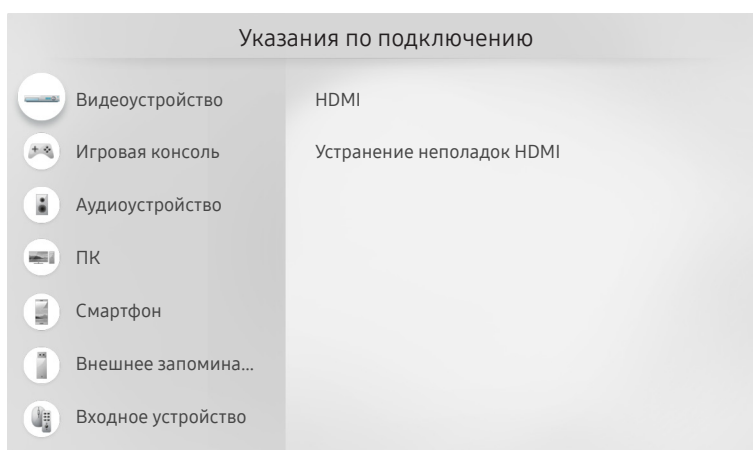 Указания по подключению
Видеоустройство
HDMI
Игровая консоль
Устранение неполадок HDMI
Аудиоустройство
ПК
Смартфон
Внешнее запомина...
Входное устройство